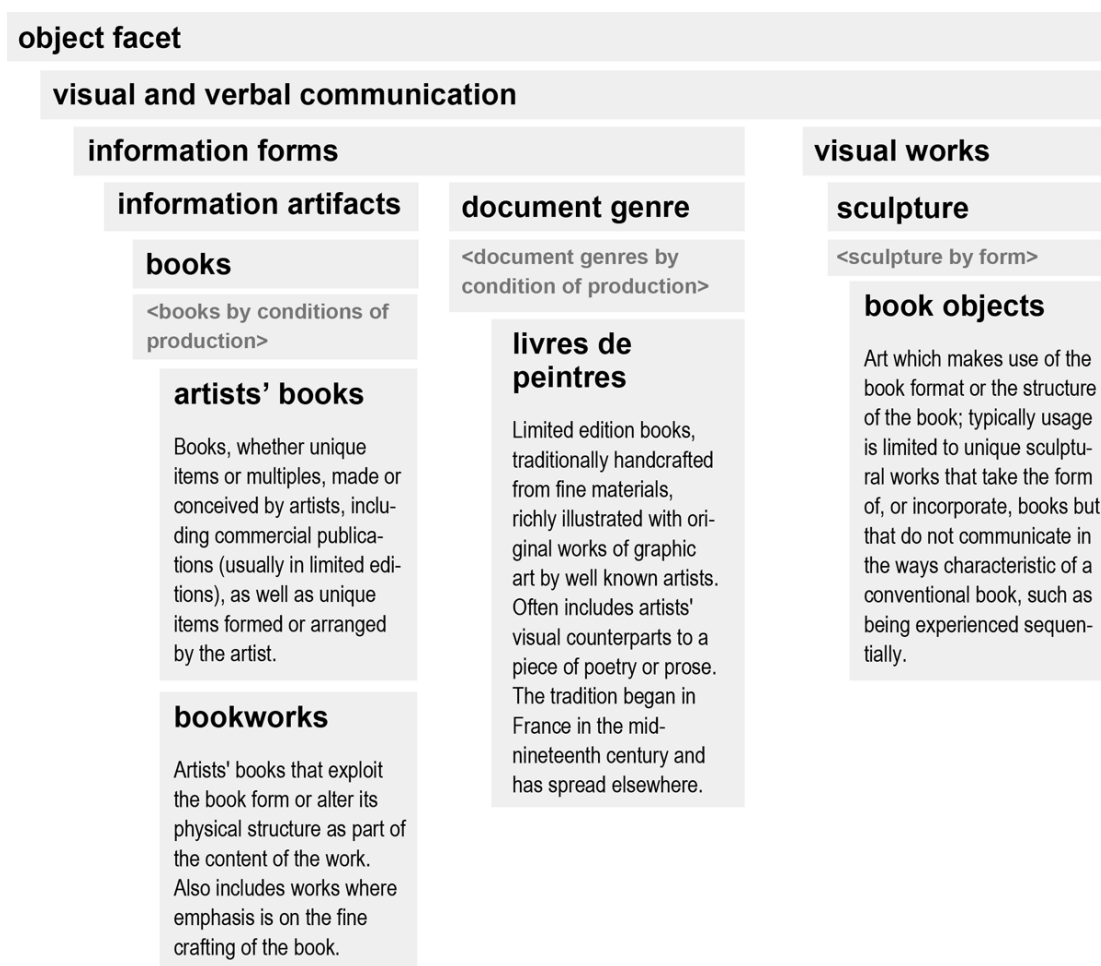 object facet
visual and verbal communication
information forms
information artifacts
books
<books by conditions of
production>
artists’ books
Books, whether unique
items or multiples, made or
conceived by artists, inclu-
ding commercial publica-
tions (usually in limited edi-
tions), as well as unique
items formed or arranged
by the artist.
bookworks
Artists' books that exploit
the book form or alter its
physical structure as part of
the content of the work.
Also includes works where
emphasis is on the fine
crafting of the book.
document genre
<document genres by
condition of production>
livres de
peintres
Limited edition books,
traditionally handcrafted
from fine materials,
richly illustrated with ori-
ginal works of graphic
art by well known artists.
Often includes artists'
visual counterparts to a
piece of poetry or prose.
The tradition began in
France in the mid-
nineteenth century and
has spread elsewhere.
visual works
sculpture
<sculpture by form>
book objects
Art which makes use of the
book format or the structure
of the book; typically usage
is limited to unique sculptu-
ral works that take the form
of, or incorporate, books but
that do not communicate in
the ways characteristic of a
conventional book, such as
being experienced sequen-
tially.